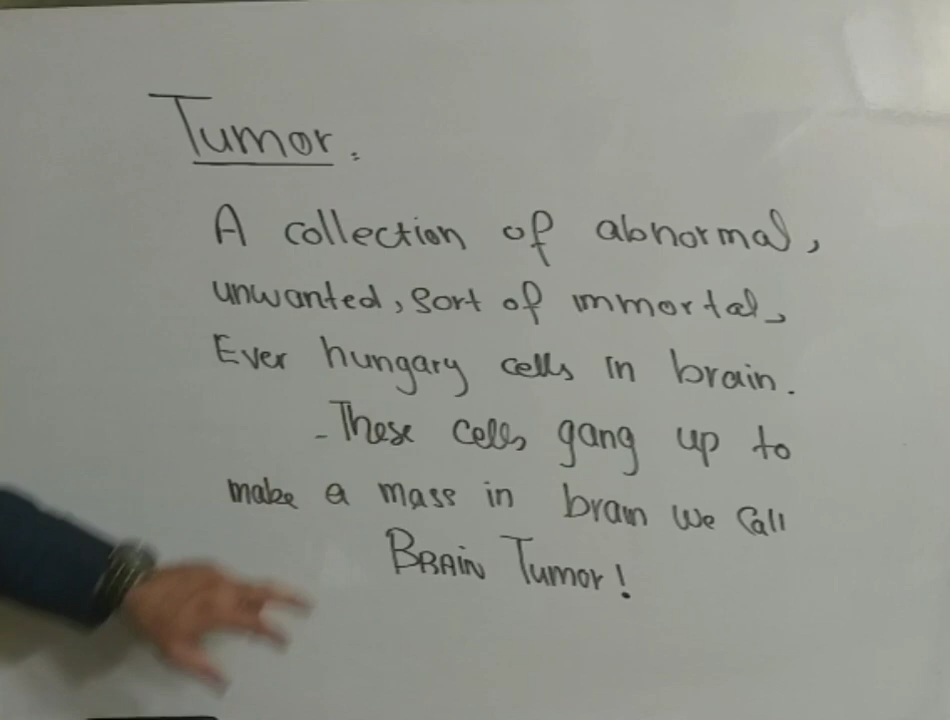 Tumor.
A collection of abnormal,
unwanted, sort of immortal,
Ever hungary cells in brain.
- These cells gang up to
make a mass in brain we call
BRAIN Tumor!